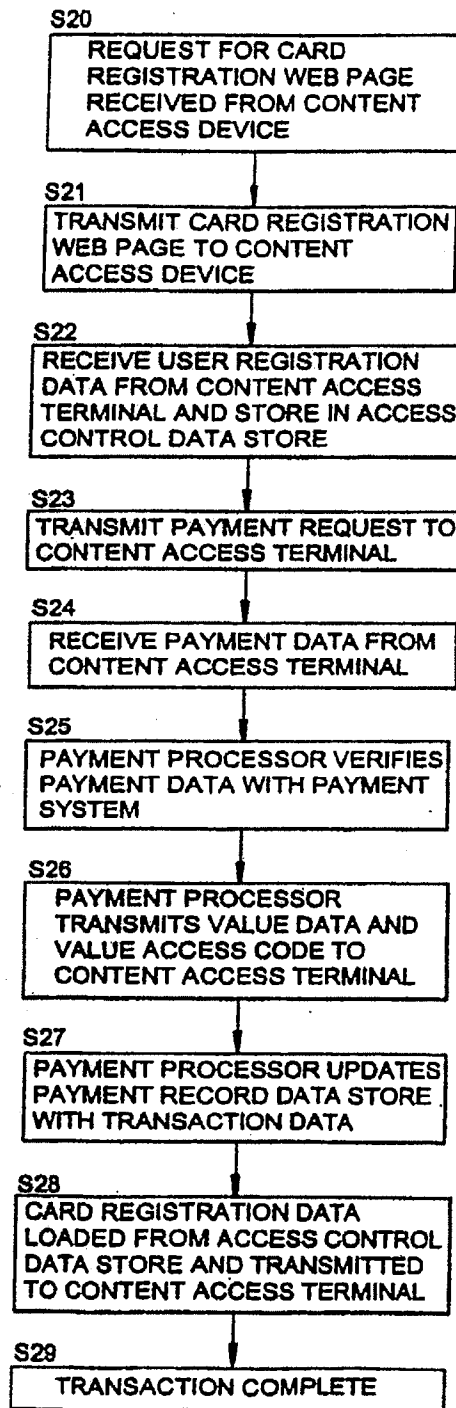 S20
REQUEST FOR CARD
REGISTRATION WEB PAGE
RECEIVED FROM CONTENT
ACCESS DEVICE
S21
TRANSMIT CARD REGISTRATION
WEB PAGE TO CONTENT
ACCESS DEVICE
S22
RECEIVE USER REGISTRATION
DATA FROM CONTENT ACCESS
TERMINAL AND STORE IN ACCESS
CONTROL DATA STORE
S23
TRANSMIT PAYMENT REQUEST TO
CONTENT ACCESS TERMINAL
S24
RECEIVE PAYMENT DATA FROM
CONTENT ACCESS TERMINAL
S25
PAYMENT PROCESSOR VERIFIES
PAYMENT DATA WITH PAYMENT
SYSTEM
S26
PAYMENT PROCESSOR
TRANSMITS VALUE DATA AND
VALUE ACCESS CODE TO
CONTENT ACCESS TERMINAL
S27
PAYMENT PROCESSOR UPDATES
PAYMENT RECORD DATA STORE
WITH TRANSACTION DATA
S28
CARD REGISTRATION DATA
LOADED FROM ACCESS CONTROL
DATA STORE AND TRANSMITTED
TO CONTENT ACCESS TERMINAL
S29
TRANSACTION COMPLETE